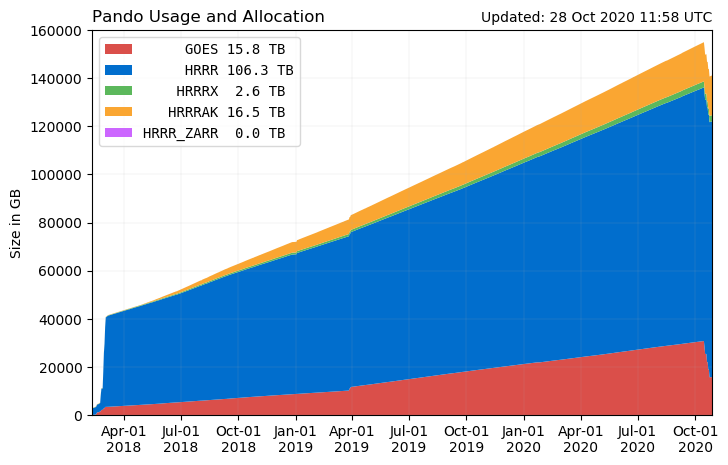 Pando Usage and Allocation
Updated: 28 Oct 2020 11:58 UTC
160000
140000
120000
100000
80000
60000
40000
20000
0
Size in GB
GOES 15.8 TB
HRRR 106.3 TB
HRRRX 2.6 TB
HRRRAK 16.5 TB
HRRR_ZARR 0.0 TB
Apr-01 2018
Jul-01 2018
Oct-01 2018
Jan-01 2019
Apr-01 2019
Jul-01 2019
Oct-01 2019
Jan-01 2020
Apr-01 2020
Jul-01 2020
Oct-01 2020